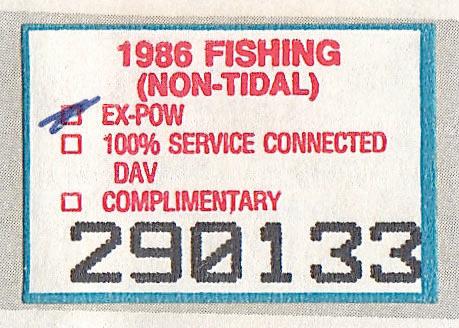 1986 FISHING
(NON-TIDAL)
EX-POW
100% SERVICE CONNECTED
DAV
COMPLIMENTARY
290133